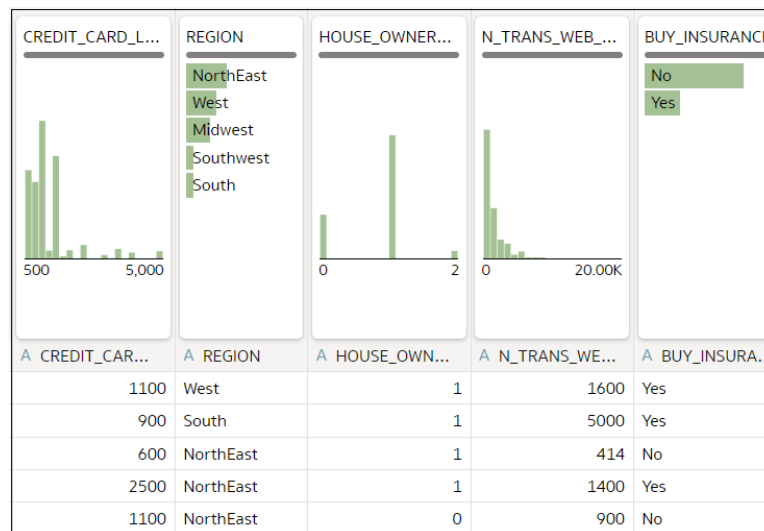 CREDIT_CARD_L... REGION HOUSE_OWNER... N_TRANS_WEB_... BUY_INSURANCE
NorthEast
West
Midwest
Southwest
South
No
Yes
500 5,000 0 2 0 20.00K
A CREDIT_CAR... A REGION A HOUSE_OWN... A N_TRANS_WE... A BUY_INSURA...
1100 West 1 1600 Yes
900 South 1 5000 Yes
600 NorthEast 1 414 No
2500 NorthEast 1 1400 Yes
1100 NorthEast 0 900 No